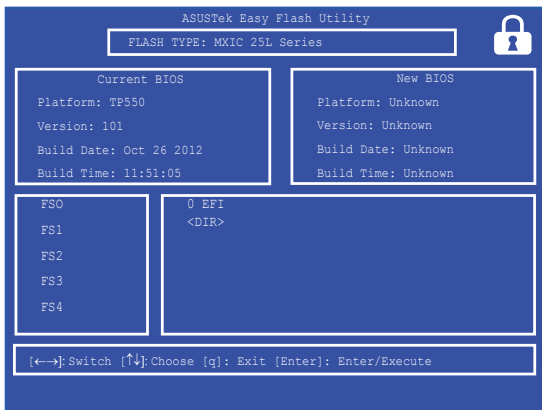 ASUSTek Easy Flash Utility
FLASH TYPE: MXIC 25L Series
Current BIOS
Platform: TP550
Version: 101
Build Date: Oct 26 2012
Build Time: 11:51:05
New BIOS
Platform: Unknown
Version: Unknown
Build Date: Unknown
Build Time: Unknown
FSO
FS1
FS2
FS3
FS4
0 EFI
<DIR>
[←→]: Switch [↑↓]: Choose [q]: Exit [Enter]: Enter/Execute